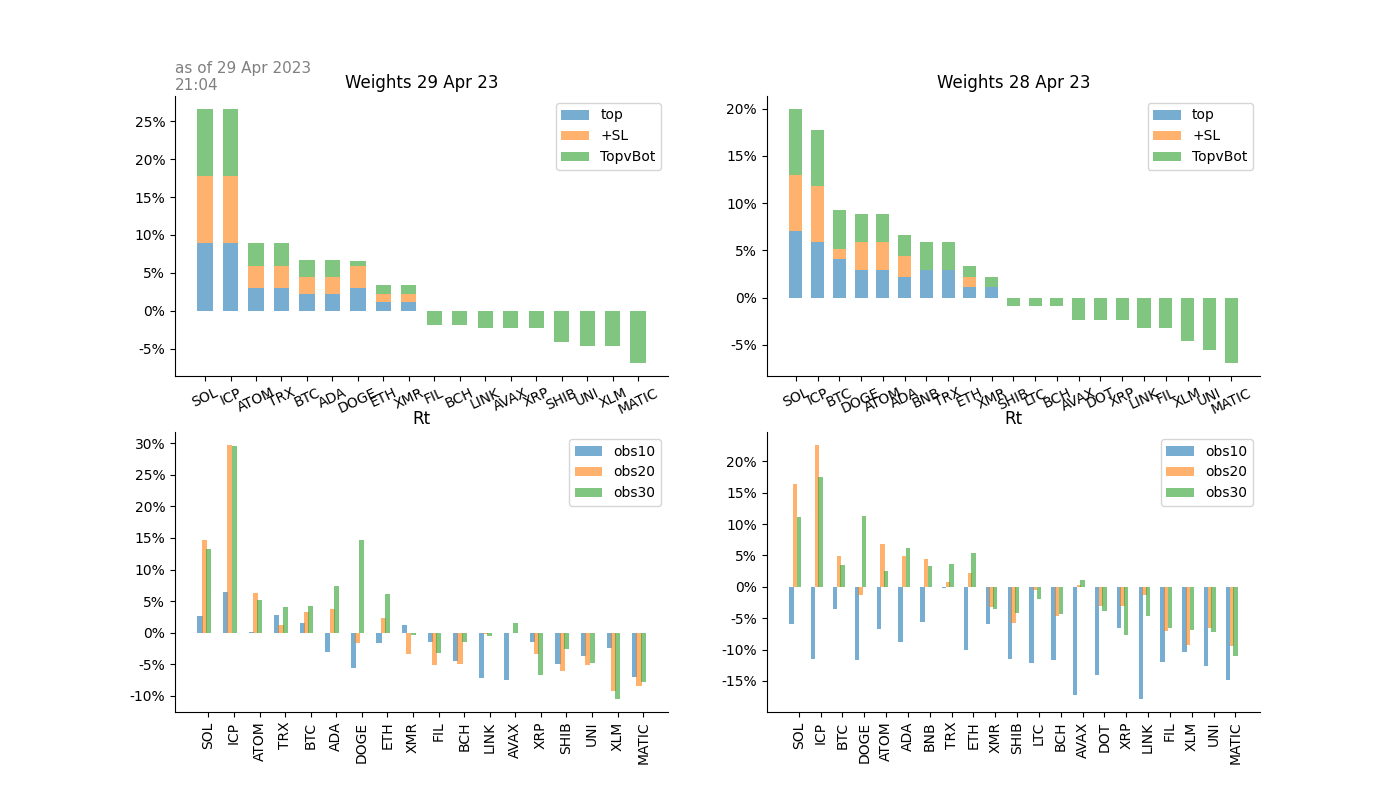 as of 29 Apr 2023
21:04
Weights 29 Apr 23
25%
20%
15%
10%
5%
0%
-5%
top
+SL
TopvBot
SOL ICP ATOM TRX BTC ADA DOGE ETH XMR FIL BCH LINK AVAX XRP SHIB UNI XLM MATIC
Weights 28 Apr 23
20%
15%
10%
5%
0%
-5%
top
+SL
TopvBot
SOL ICP BTC DOGE ATOM ADA BNB TRX ETH XMR SHIB LTC BCH AVAX DOT XRP LINK FIL XLM UNI MATIC
Rt
30%
25%
20%
15%
10%
5%
0%
-5%
-10%
obs10
obs20
obs30
SOL ICP ATOM TRX BTC ADA DOGE ETH XMR FIL BCH LINK AVAX XRP SHIB UNI XLM MATIC
Rt
20%
15%
10%
5%
0%
-5%
-10%
-15%
obs10
obs20
obs30
SOL ICP BTC DOGE ATOM ADA BNB TRX ETH XMR SHIB LTC BCH AVAX DOT XRP LINK FIL XLM UNI MATIC